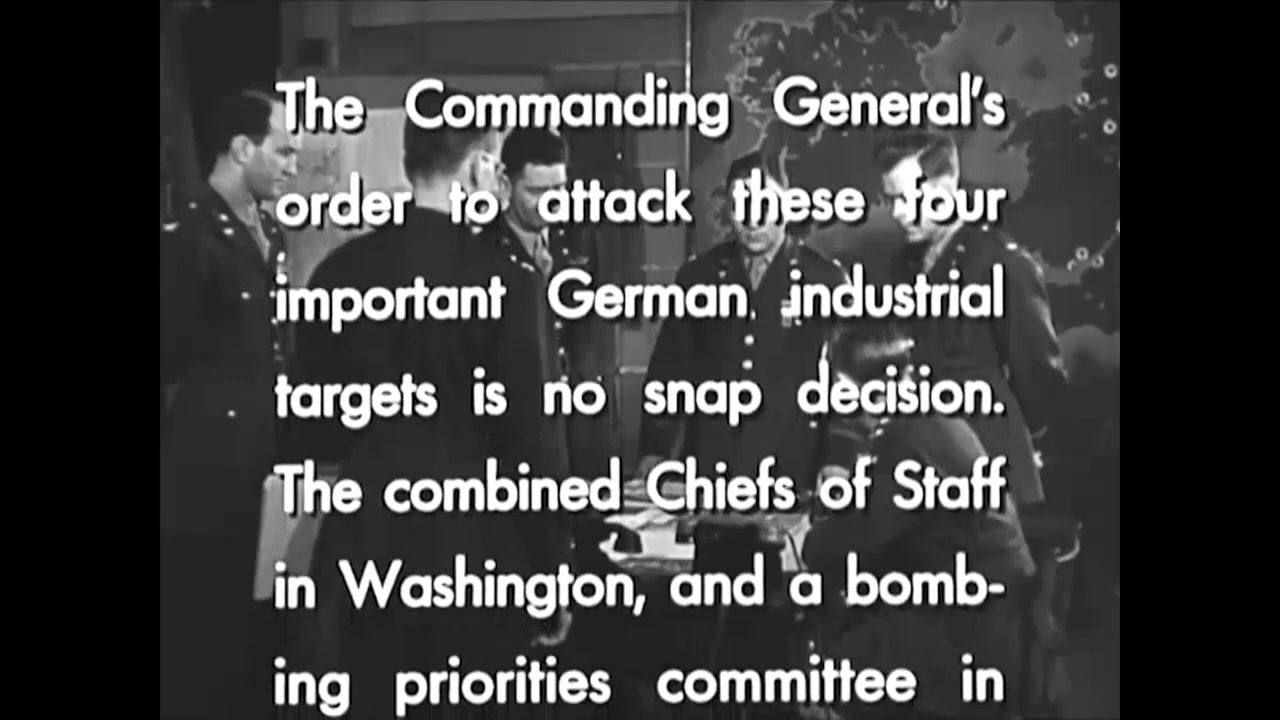 The Commanding General's
order to attack these four
important German industrial
targets is no snap decision.
The combined Chiefs of Staff
in Washington, and a bomb-
ing priorities committee in